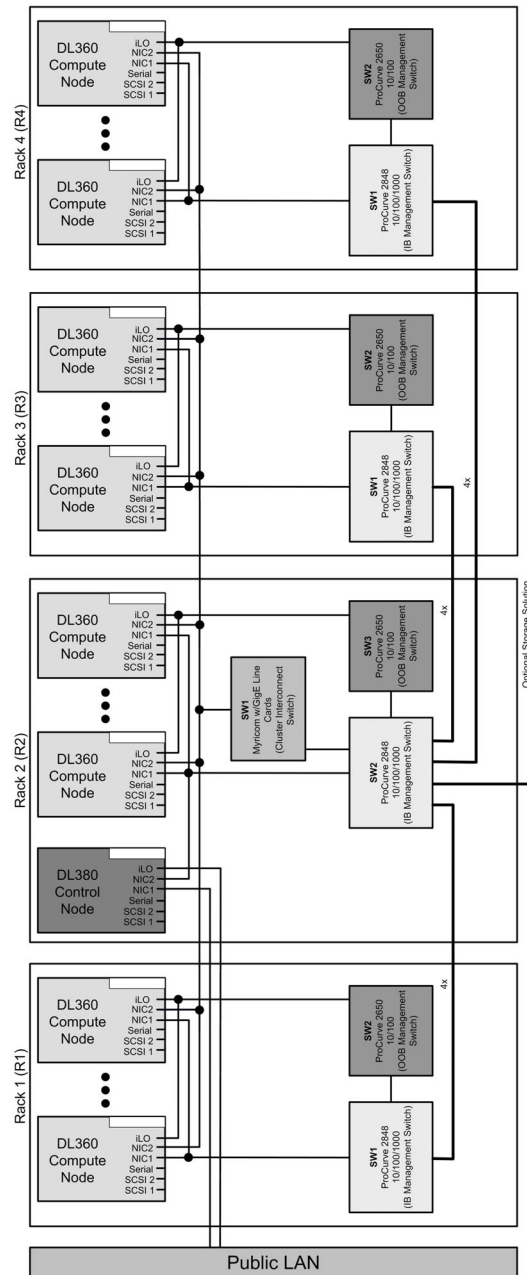 Rack 4 (R4)
DL360
Compute
Node
iLO
NIC2
NIC1
Serial
SCSI 2
SCSI 1
DL360
Compute
Node
iLO
NIC2
NIC1
Serial
SCSI 2
SCSI 1
SW2
ProCurve 2650
10/100
(OOB Management
Switch)
SW1
ProCurve 2848
10/100/1000
(IB Management Switch)
Rack 3 (R3)
DL360
Compute
Node
iLO
NIC2
NIC1
Serial
SCSI 2
SCSI 1
DL360
Compute
Node
iLO
NIC2
NIC1
Serial
SCSI 2
SCSI 1
SW2
ProCurve 2650
10/100
(OOB Management
Switch)
SW1
ProCurve 2848
10/100/1000
(IB Management Switch)
4x
Rack 2 (R2)
DL360
Compute
Node
iLO
NIC2
NIC1
Serial
SCSI 2
SCSI 1
DL360
Compute
Node
iLO
NIC2
NIC1
Serial
SCSI 2
SCSI 1
DL380
Control
Node
iLO
NIC2
NIC1
Serial
SCSI 2
SCSI 1
SW1
Myricom w/GigE Line
Cards
(Cluster Interconnect
Switch)
SW3
ProCurve 2650
10/100
(OOB Management
Switch)
SW2
ProCurve 2848
10/100/1000
(IB Management Switch)
4x
Optional Storage Solution
Rack 1 (R1)
DL360
Compute
Node
iLO
NIC2
NIC1
Serial
SCSI 2
SCSI 1
DL360
Compute
Node
iLO
NIC2
NIC1
Serial
SCSI 2
SCSI 1
SW2
ProCurve 2650
10/100
(OOB Management
Switch)
SW1
ProCurve 2848
10/100/1000
(IB Management Switch)
4x
Public LAN